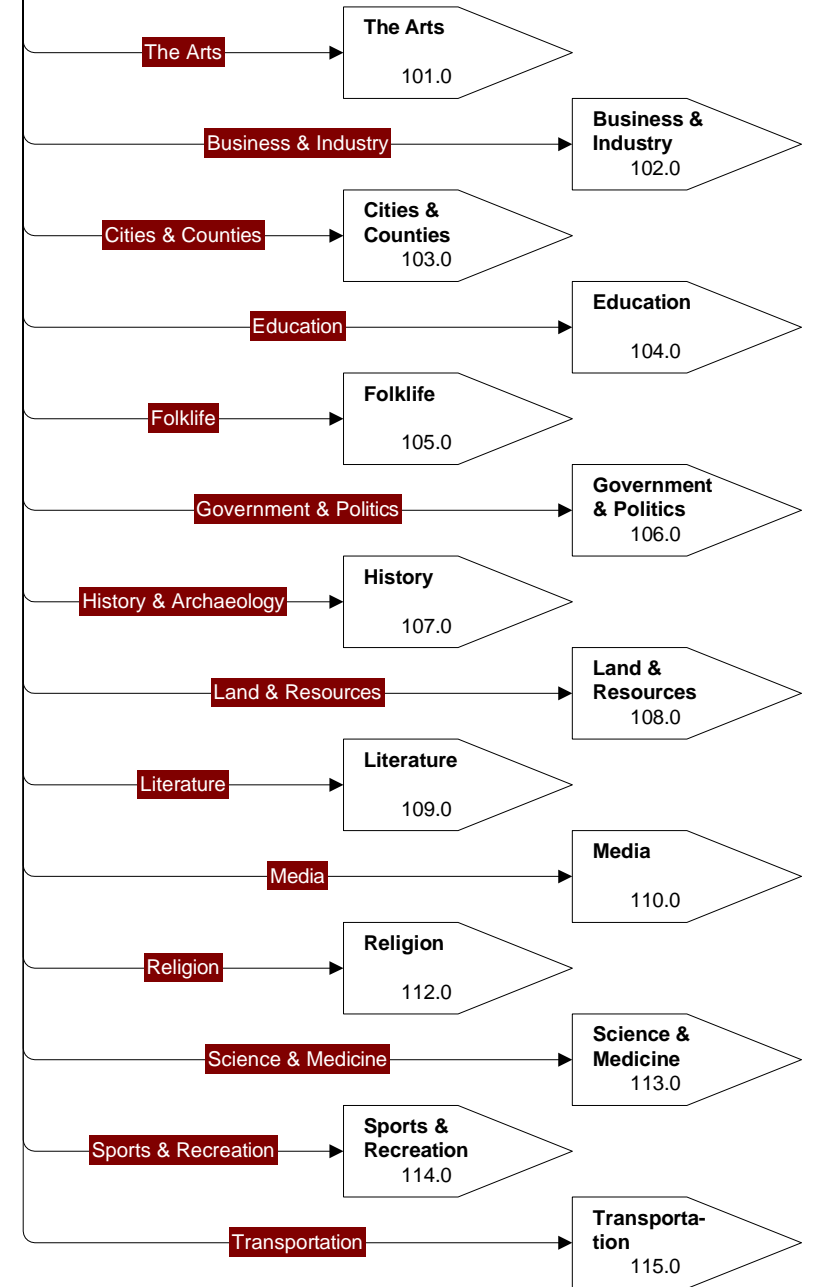 The Arts
The Arts
101.0
Business & Industry
Business &
Industry
102.0
Cities & Counties
Cities &
Counties
103.0
Education
Education
104.0
Folklife
Folklife
105.0
Government & Politics
Government
& Politics
106.0
History & Archaeology
History
107.0
Land & Resources
Land &
Resources
108.0
Literature
Literature
109.0
Media
Media
110.0
Religion
Religion
112.0
Science & Medicine
Science &
Medicine
113.0
Sports & Recreation
Sports &
Recreation
114.0
Transportation
Transporta-
tion
115.0